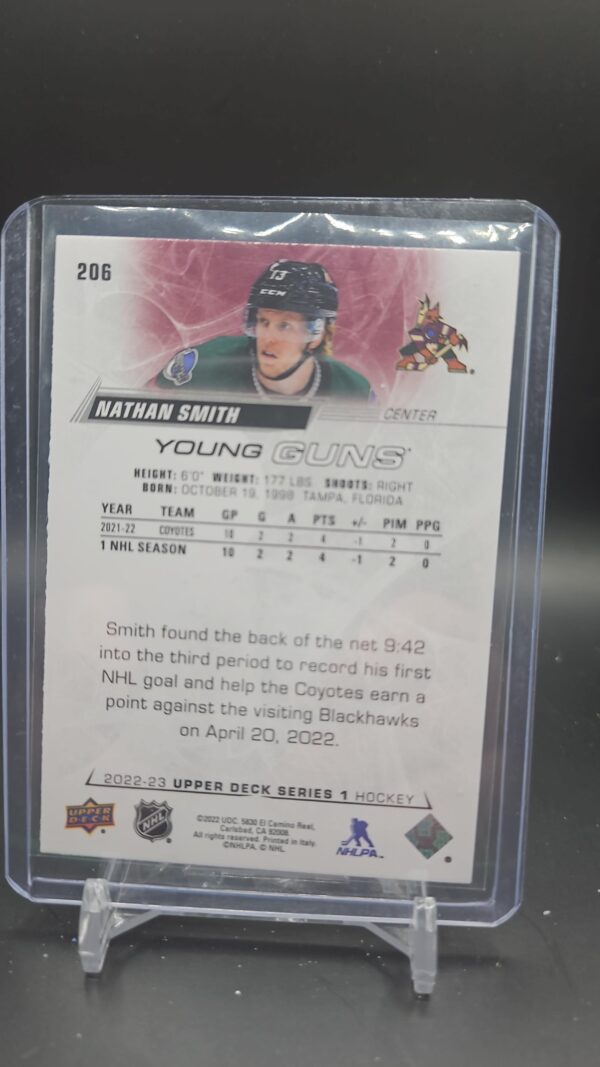 206
13
CCM
NATHAN SMITH
CENTER
YOUNG GUNS
HEIGHT: 6'0" WEIGHT: 177 LBS. SHOOTS: RIGHT
BORN: OCTOBER 19, 1998 TAMPA, FLORIDA
YEAR TEAM GP G A PTS +/- PIM PPG
2021-22 COYOTES 10 2 2 4 -1 2 0
1 NHL SEASON 10 2 2 4 -1 2 0
Smith found the back of the net 9:42
into the third period to record his first
NHL goal and help the Coyotes earn a
point against the visiting Blackhawks
on April 20, 2022.
2022-23 UPPER DECK SERIES 1 HOCKEY
UPPER
DECK
NHL
©2022 UDC, 5830 El Camino Real,
Carlsbad, CA 92008.
All rights reserved. Printed in Italy.
©NHLPA. © NHL
NHLPA